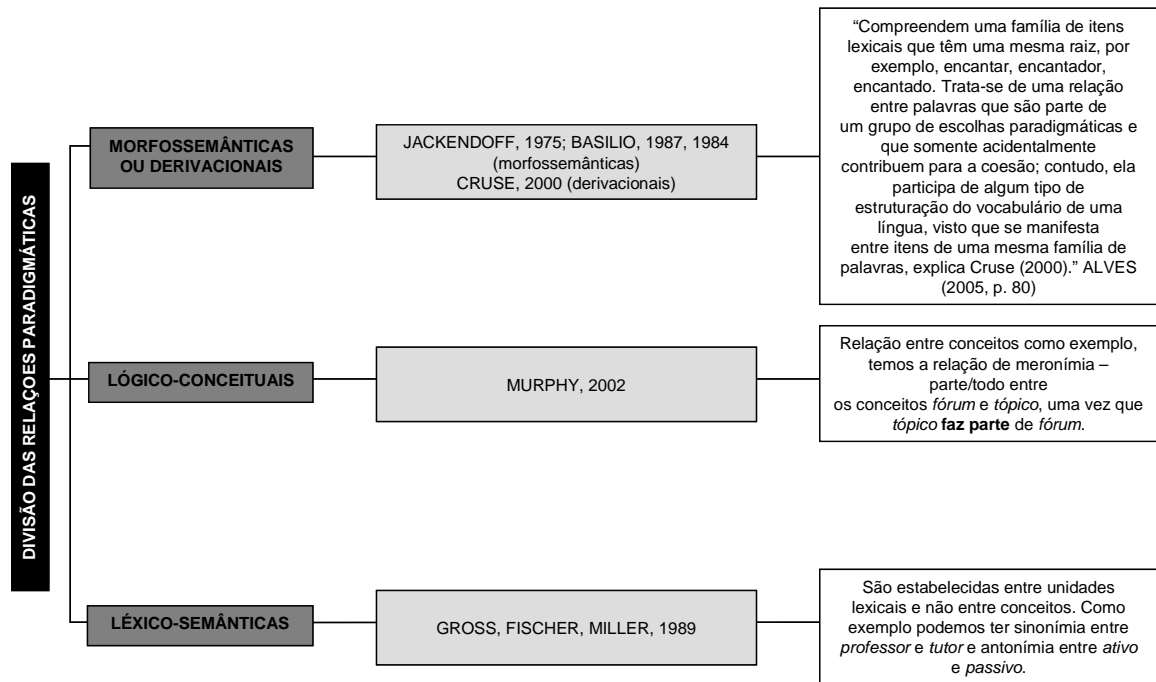 DIVISÃO DAS RELAÇOES PARADIGMÁTICAS
MORFOSSEMÂNTICAS
OU DERIVACIONAIS
JACKENDOFF, 1975; BASILIO, 1987, 1984
(morfossemânticas)
CRUSE, 2000 (derivacionais)
“Compreendem uma família de itens
lexicais que têm uma mesma raiz, por
exemplo, encantar, encantador,
encantado. Trata-se de uma relação
entre palavras que são parte de
um grupo de escolhas paradigmáticas e
que somente acidentalmente
contribuem para a coesão; contudo, ela
participa de algum tipo de
estruturação do vocabulário de uma
língua, visto que se manifesta
entre itens de uma mesma família de
palavras, explica Cruse (2000).” ALVES
(2005, p. 80)
LÓGICO-CONCEITUAIS
MURPHY, 2002
Relação entre conceitos como exemplo,
temos a relação de meronímia –
parte/todo entre
os conceitos fórum e tópico, uma vez que
tópico faz parte de fórum.
LÉXICO-SEMÂNTICAS
GROSS, FISCHER, MILLER, 1989
São estabelecidas entre unidades
lexicais e não entre conceitos. Como
exemplo podemos ter sinonímia entre
professor e tutor e antonímia entre ativo
e passivo.